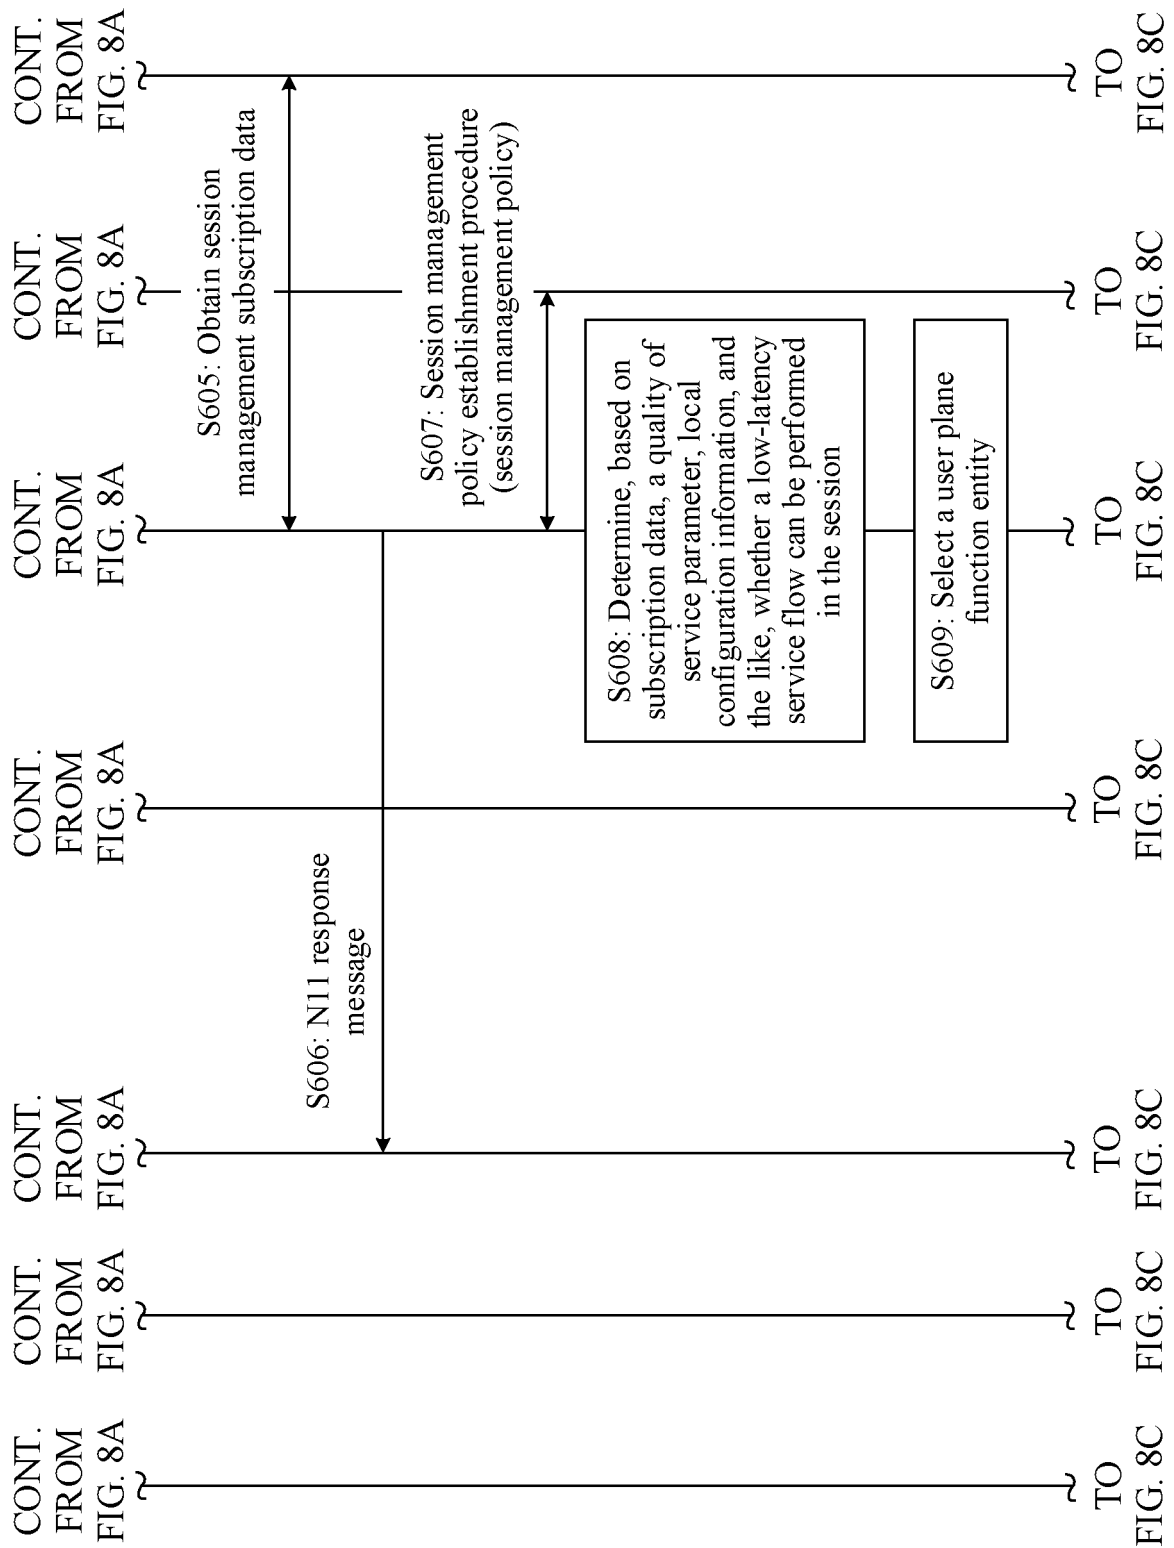 CONT.
FROM
FIG. 8A
CONT.
FROM
FIG. 8A
CONT.
FROM
FIG. 8A
CONT.
FROM
FIG. 8A
CONT.
FROM
FIG. 8A
CONT.
FROM
FIG. 8A
CONT.
FROM
FIG. 8A
S605: Obtain session
management subscription data
S606: N11 response
message
S607: Session management
policy establishment procedure
(session management policy)
S608: Determine, based on
subscription data, a quality of
service parameter, local
configuration information, and
the like, whether a low-latency
service flow can be performed
in the session
S609: Select a user plane
function entity
TO
FIG. 8C
TO
FIG. 8C
TO
FIG. 8C
TO
FIG. 8C
TO
FIG. 8C
TO
FIG. 8C
TO
FIG. 8C